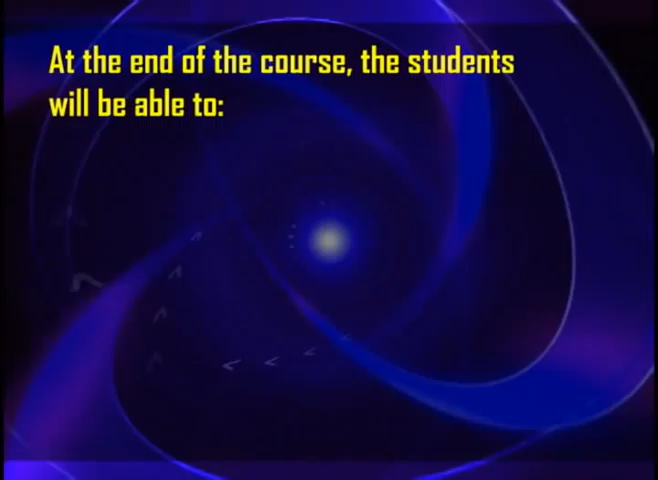 At the end of the course, the students
will be able to: